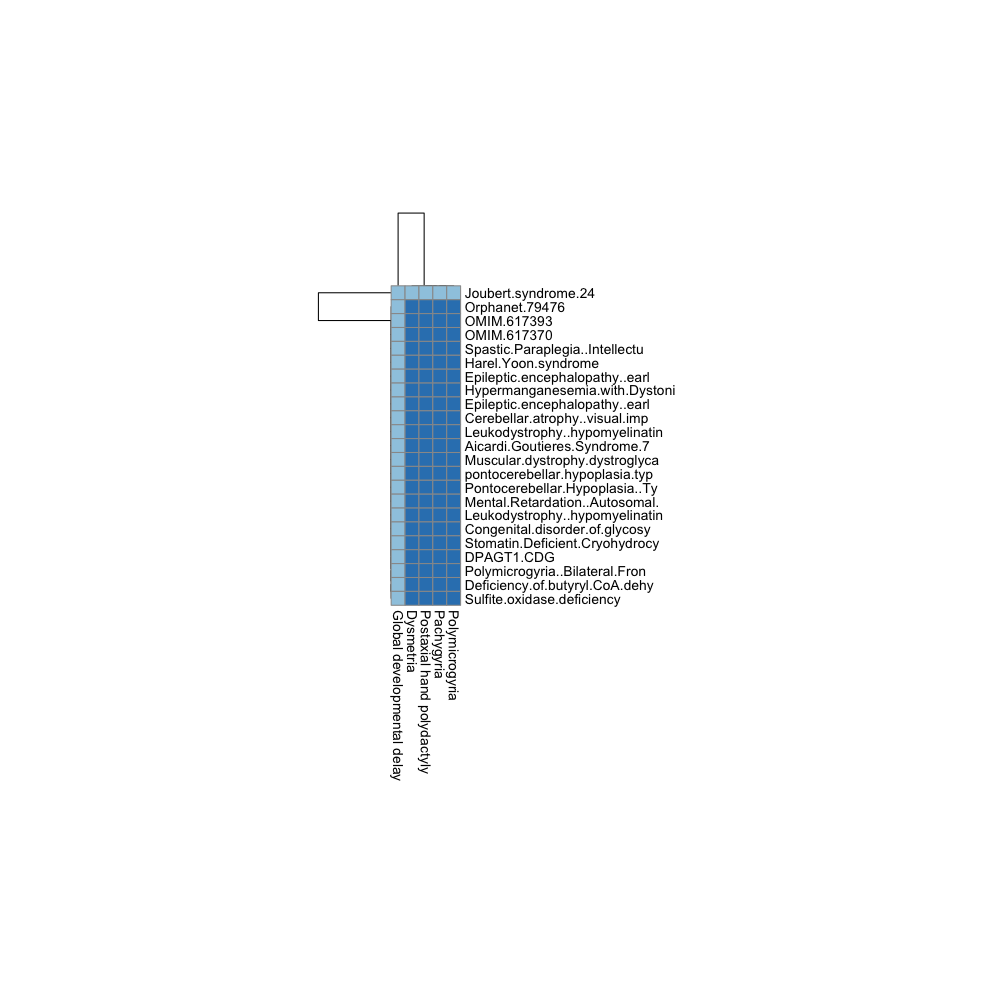 Joubert.syndrome.24
Orphanet.79476
OMIM.617393
OMIM.617370
Spastic.Paraplegia..Intellectu
Harel.Yoon.syndrome
Epileptic.encephalopathy..earl
Hypermanganesemia.with.Dystoni
Epileptic.encephalopathy..earl
Cerebellar.atrophy..visual.imp
Leukodystrophy..hypomyelinatin
Aicardi.Goutieres.Syndrome.7
Muscular.dystrophy.dystroglyca
pontocerebellar.hypoplasia.typ
Pontocerebellar.Hypoplasia..Ty
Mental.Retardation..Autosomal.
Leukodystrophy..hypomyelinatin
Congenital.disorder.of.glycosy
Stomatin.Deficient.Cryohydrocy
DPAGT1.CDG
Polymicrogyria..Bilateral.Fron
Deficiency.of.butyryl.CoA.dehy
Sulfite.oxidase.deficiency
Global developmental delay
Dysmetria
Postaxial hand polydactyly
Pachygyria
Polymicrogyria